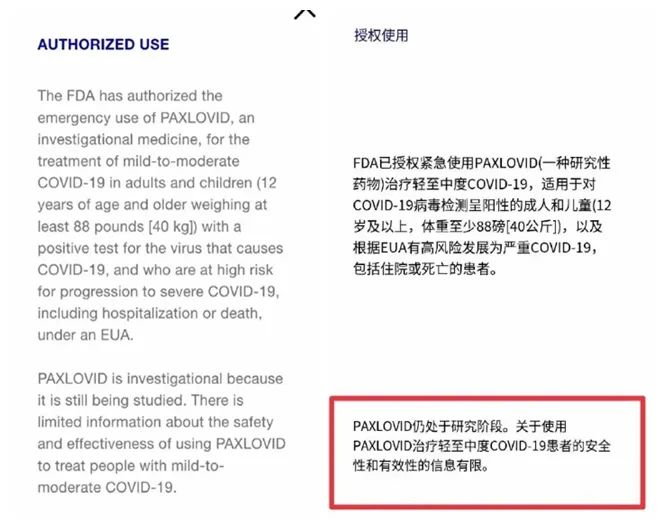 AUTHORIZED USE
The FDA has authorized the
emergency use of PAXLOVID, an
investigational medicine, for the
treatment of mild-to-moderate
COVID-19 in adults and children (12
years of age and older weighing at
least 88 pounds [40 kg]) with a
positive test for the virus that causes
COVID-19, and who are at high risk
for progression to severe COVID-19,
including hospitalization or death,
under an EUA.
PAXLOVID is investigational because
it is still being studied. There is
limited information about the safety
and effectiveness of using PAXLOVID
to treat people with mild-to-
moderate COVID-19.
授权使用
FDA已授权紧急使用PAXLOVID(一种研究性
药物)治疗轻至中度COVID-19，适用于对
COVID-19病毒检测呈阳性的成人和儿童(12
岁及以上，体重至少88磅[40公斤])，以及
根据EUA有高风险发展为严重COVID-19，
包括住院或死亡的患者。
PAXLOVID仍处于研究阶段。关于使用
PAXLOVID治疗轻至中度COVID-19患者的安全
性和有效性的信息有限。